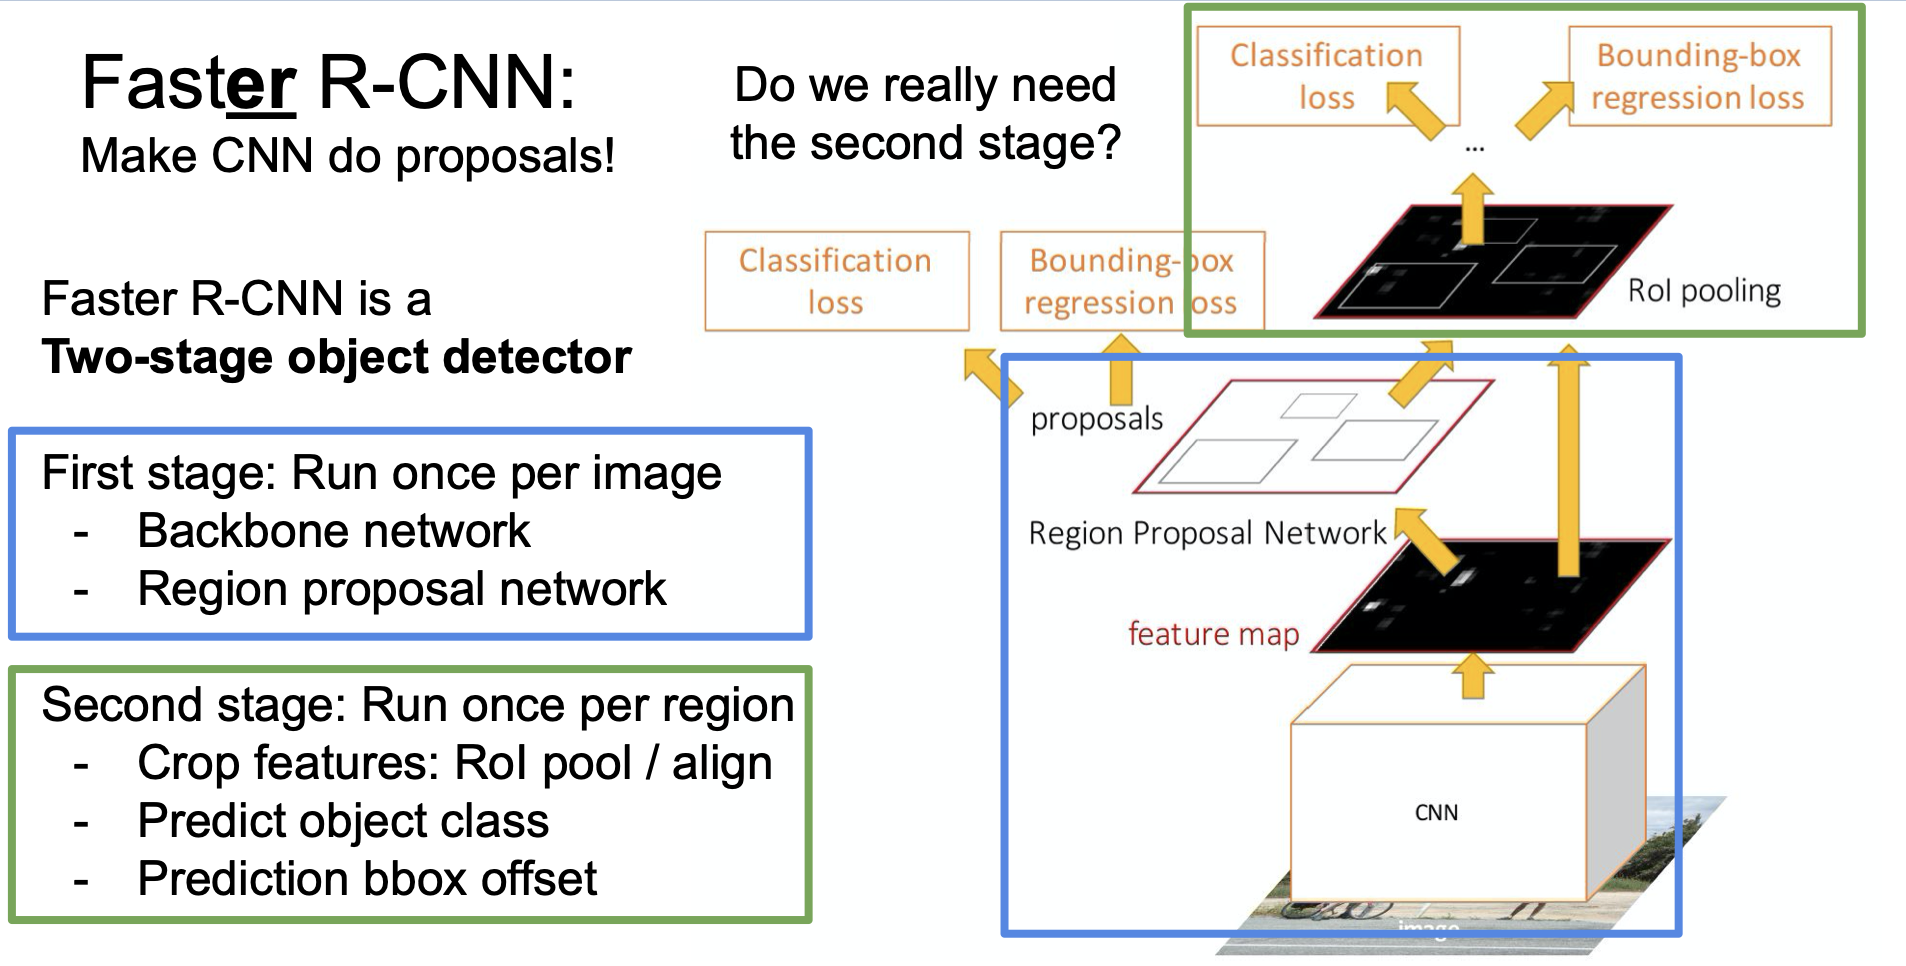 Faster R-CNN:
Make CNN do proposals!
Do we really need
the second stage?
Faster R-CNN is a
Two-stage object detector
First stage: Run once per image
- Backbone network
- Region proposal network
Second stage: Run once per region
- Crop features: RoI pool / align
- Predict object class
- Prediction bbox offset
Classification
loss
Bounding-box
regression loss
...
RoI pooling
Classification
loss
Bounding-box
regression loss
proposals
Region Proposal Network
feature map
CNN
image